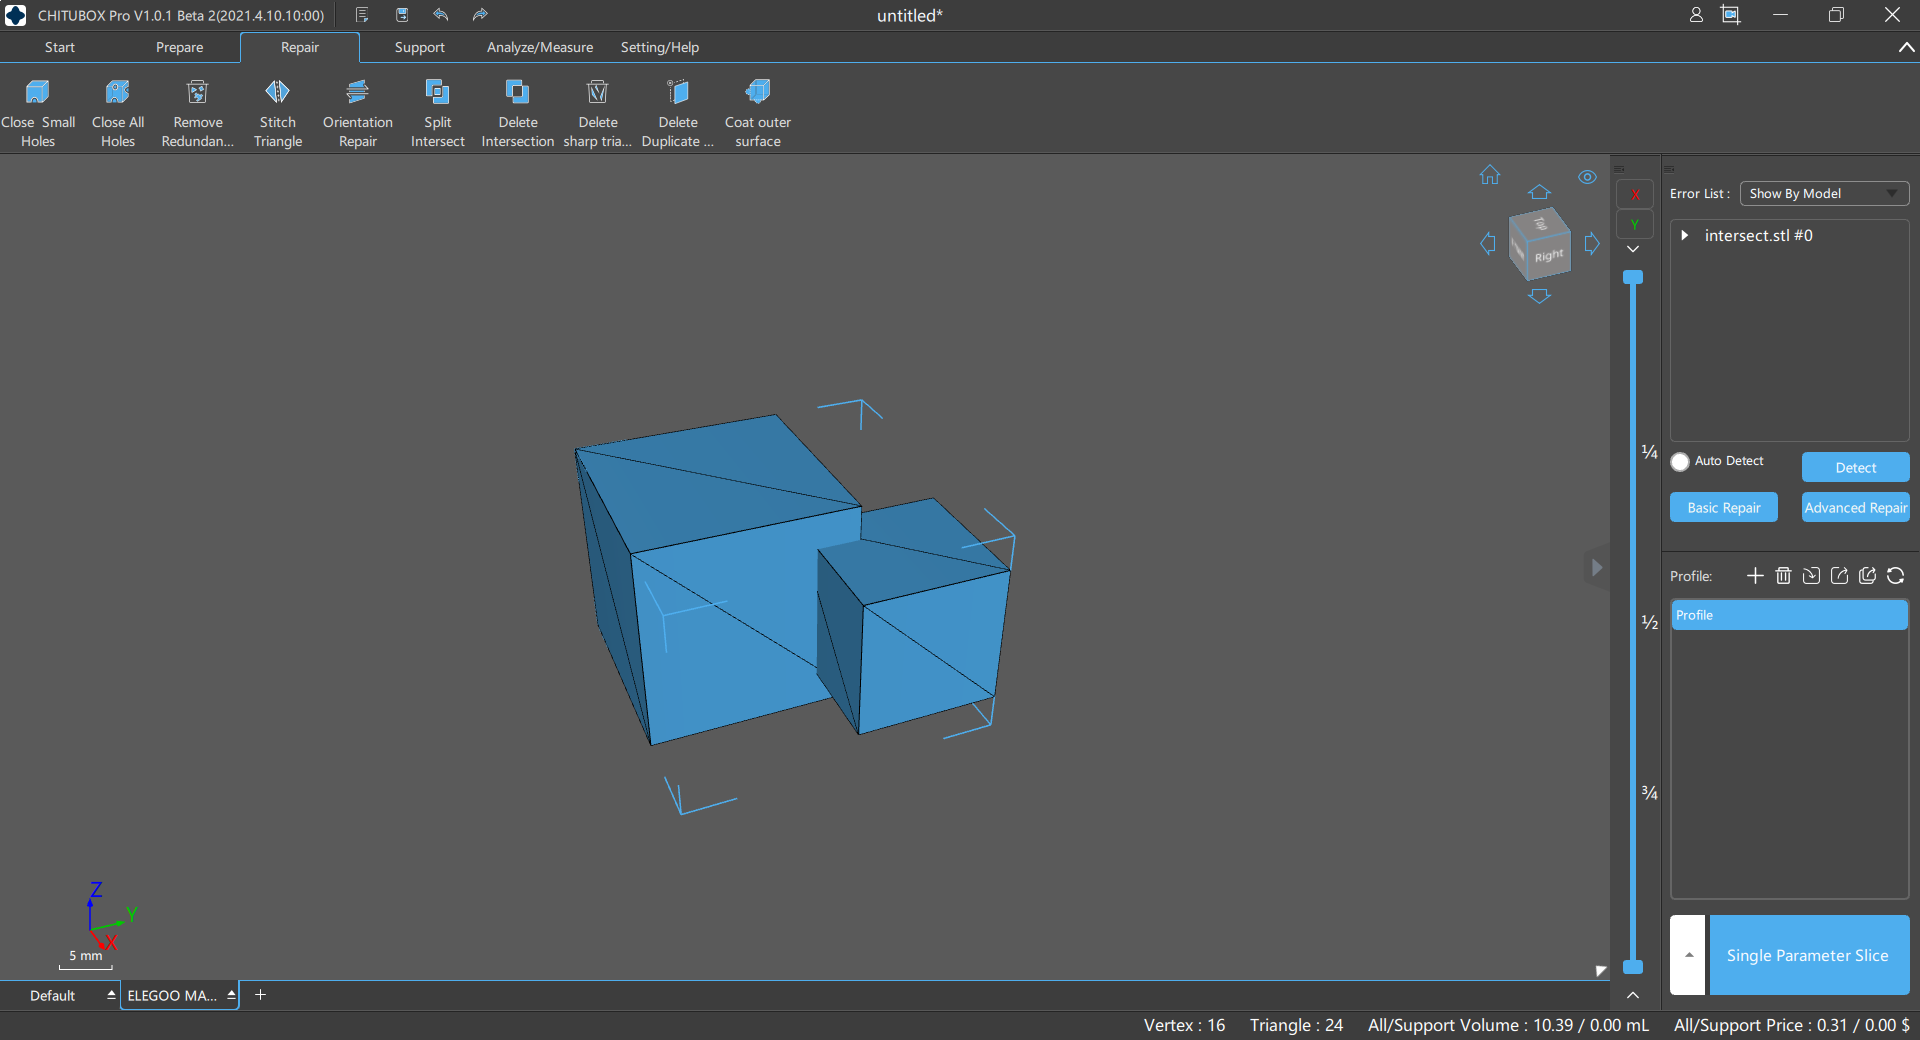 CHITUBOX Pro V1.0.1 Beta 2(2021.4.10.10:00)
untitled*
Start Prepare Repair Support Analyze/Measure Setting/Help
Close Small Holes
Close All Holes
Remove Redundan...
Stitch Triangle
Orientation Repair
Split Intersect
Delete Intersection
Delete sharp tria...
Delete Duplicate ...
Coat outer surface
Top
Right
X
Y
¼
½
¾
Error List : Show By Model
intersect.stl #0
Auto Detect
Detect
Basic Repair
Advanced Repair
Profile:
Profile
Single Parameter Slice
Z
Y
X
5 mm
Default
ELEGOO MA...
Vertex : 16 Triangle : 24 All/Support Volume : 10.39 / 0.00 mL All/Support Price : 0.31 / 0.00 $